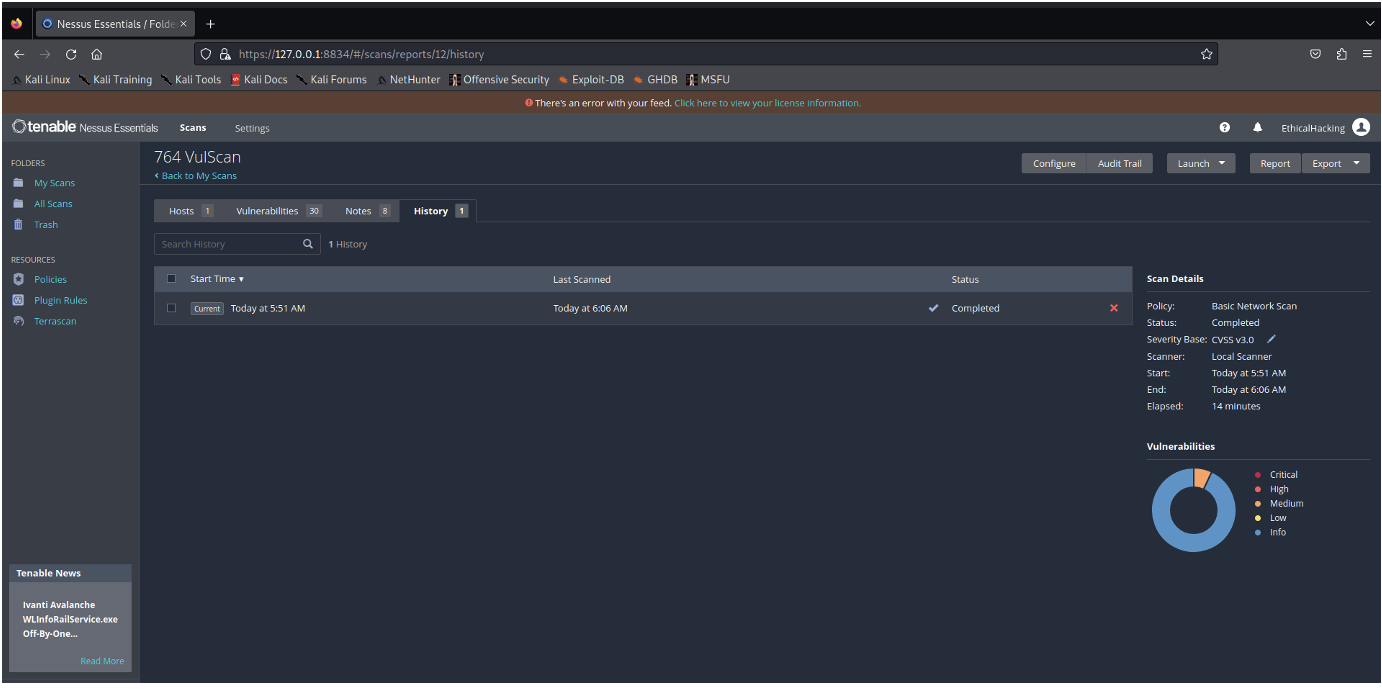 Nessus Essentials / Folde
https://127.0.0.1:8834/#/scans/reports/12/history
Kali Linux Kali Training Kali Tools Kali Docs Kali Forums NetHunter Offensive Security Exploit-DB GHDB MSFU
There's an error with your feed. Click here to view your license information.
tenable Nessus Essentials Scans Settings EthicalHacking
FOLDERS
My Scans
All Scans
Trash
RESOURCES
Policies
Plugin Rules
Terrascan
Tenable News
Ivanti Avalanche
WLInfoRailService.exe
Off-By-One...
Read More
764 VulScan
Back to My Scans
Configure Audit Trail Launch Report Export
Hosts 1 Vulnerabilities 30 Notes 8 History 1
Search History 1 History
Start Time Last Scanned Status
Current Today at 5:51 AM Today at 6:06 AM Completed
Scan Details
Policy: Basic Network Scan
Status: Completed
Severity Base: CVSS v3.0
Scanner: Local Scanner
Start: Today at 5:51 AM
End: Today at 6:06 AM
Elapsed: 14 minutes
Vulnerabilities
Critical
High
Medium
Low
Info